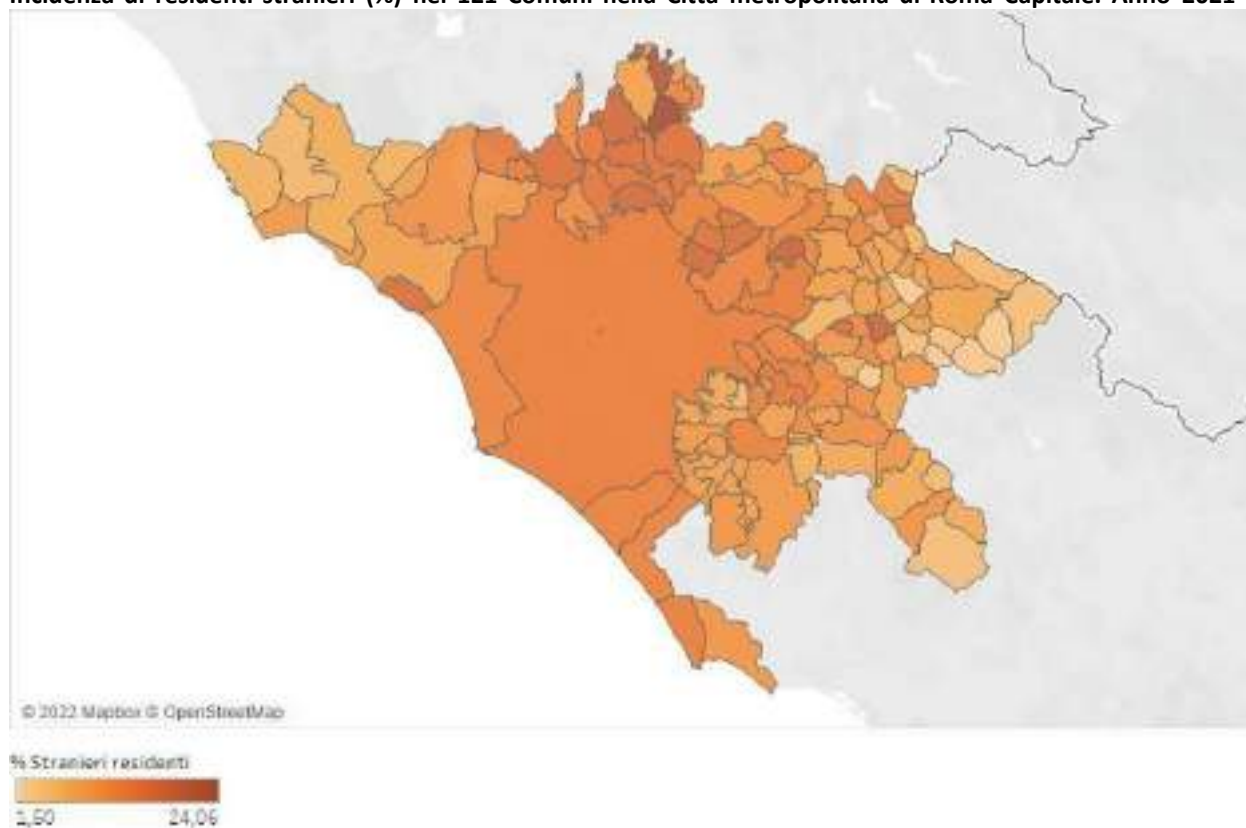 Incidenza di residenti stranieri (%) nei 121 Comuni nella Città metropolitana di Roma Capitale. Anno 2021
© 2022 Mapbox © OpenStreetMap
% Stranieri residenti
1,60 24,06